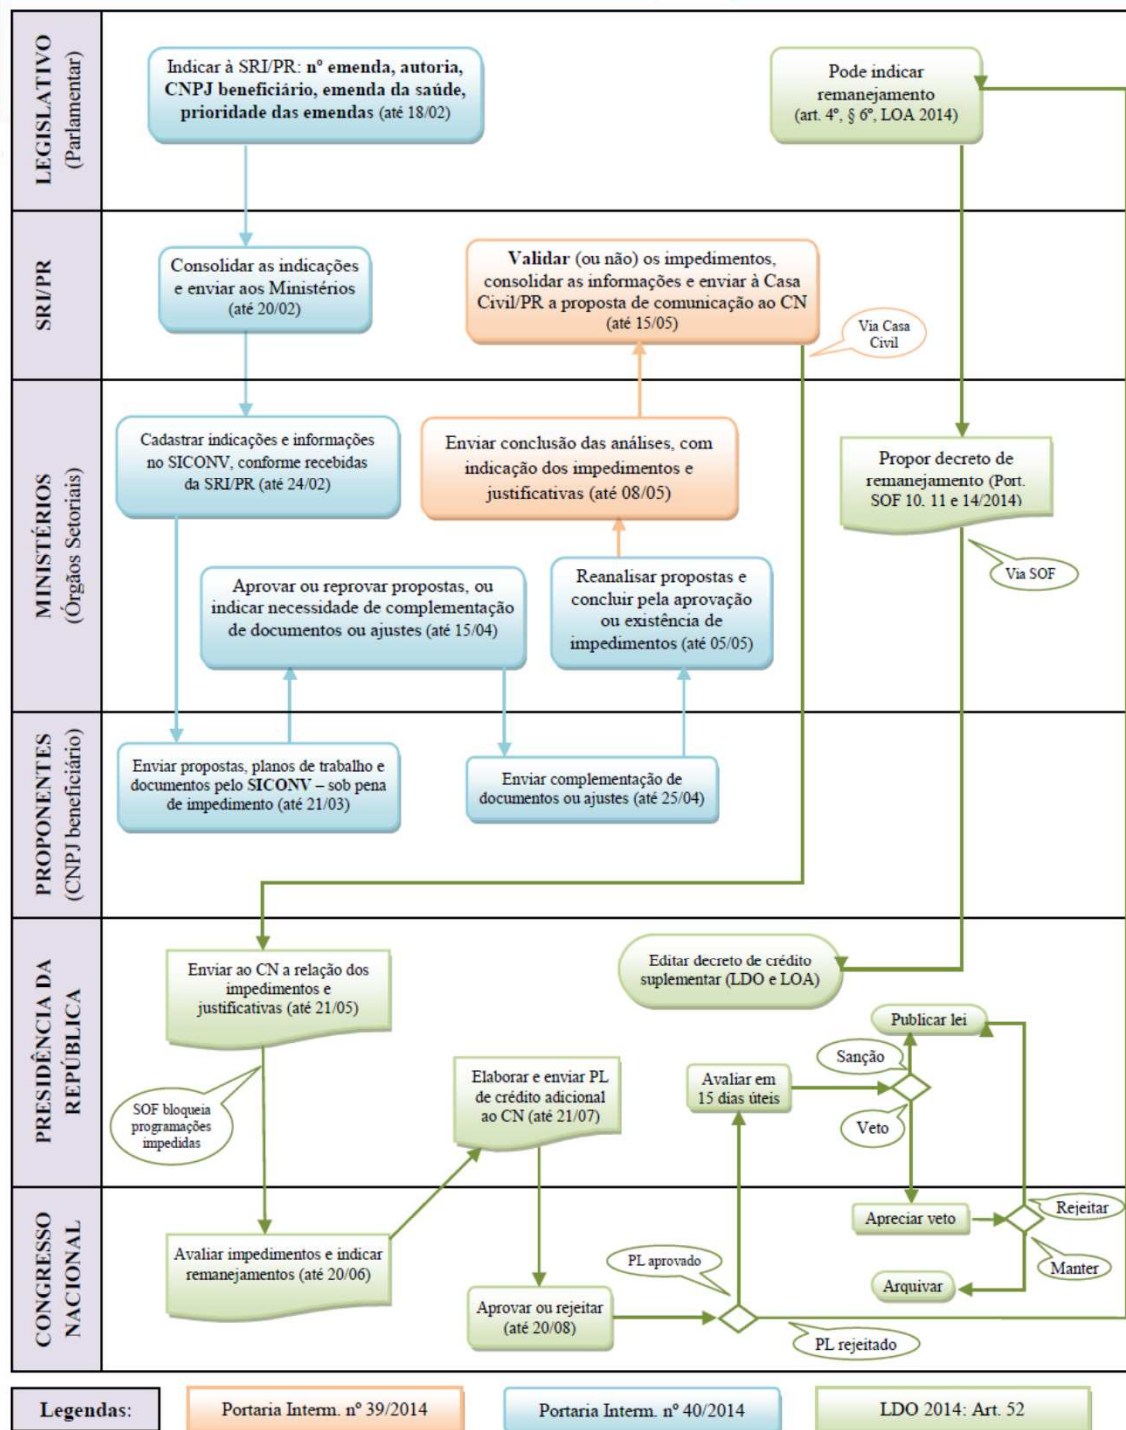 LEGISLATIVO
(Parlamentar)
Indicar à SRI/PR: nº emenda, autoria,
CNPJ beneficiário, emenda da saúde,
prioridade das emendas (até 18/02)
Pode indicar
remanejamento
(art. 4º, § 6º, LOA 2014)
SRI/PR
Consolidar as indicações
e enviar aos Ministérios
(até 20/02)
Validar (ou não) os impedimentos,
consolidar as informações e enviar à Casa
Civil/PR a proposta de comunicação ao CN
(até 15/05)
Via Casa
Civil
MINISTÉRIOS
(Órgãos Setoriais)
Cadastrar indicações e informações
no SICONV, conforme recebidas
da SRI/PR (até 24/02)
Enviar conclusão das análises, com
indicação dos impedimentos e
justificativas (até 08/05)
Propor decreto de
remanejamento (Port.
SOF 10, 11 e 14/2014)
Via SOF
Aprovar ou reprovar propostas, ou
indicar necessidade de complementação
de documentos ou ajustes (até 15/04)
Reanalisar propostas e
concluir pela aprovação
ou existência de
impedimentos (até 05/05)
PROPONENTES
(CNPJ beneficiário)
Enviar propostas, planos de trabalho e
documentos pelo SICONV – sob pena
de impedimento (até 21/03)
Enviar complementação de
documentos ou ajustes (até 25/04)
PRESIDÊNCIA DA
REPÚBLICA
Enviar ao CN a relação dos
impedimentos e
justificativas (até 21/05)
Editar decreto de crédito
suplementar (LDO e LOA)
SOF bloqueia
programações
impedidas
Elaborar e enviar PL
de crédito adicional
ao CN (até 21/07)
Avaliar em
15 dias úteis
Publicar lei
Sanção
Veto
CONGRESSO
NACIONAL
Avaliar impedimentos e indicar
remanejamentos (até 20/06)
Aprovar ou rejeitar
(até 20/08)
PL aprovado
PL rejeitado
Apreciar veto
Rejeitar
Manter
Arquivar
Legendas:
Portaria Interm. nº 39/2014
Portaria Interm. nº 40/2014
LDO 2014: Art. 52